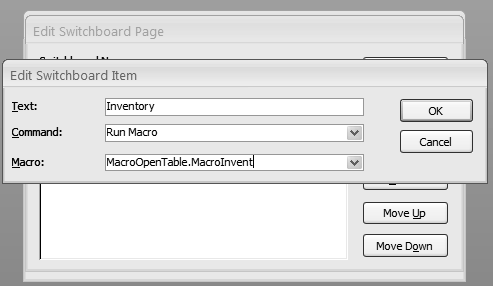 Edit Switchboard Page
Edit Switchboard Item
Text: Inventory
OK
Command: Run Macro
Cancel
Macro: MacroOpenTable.MacroInvent
Move Up
Move Down